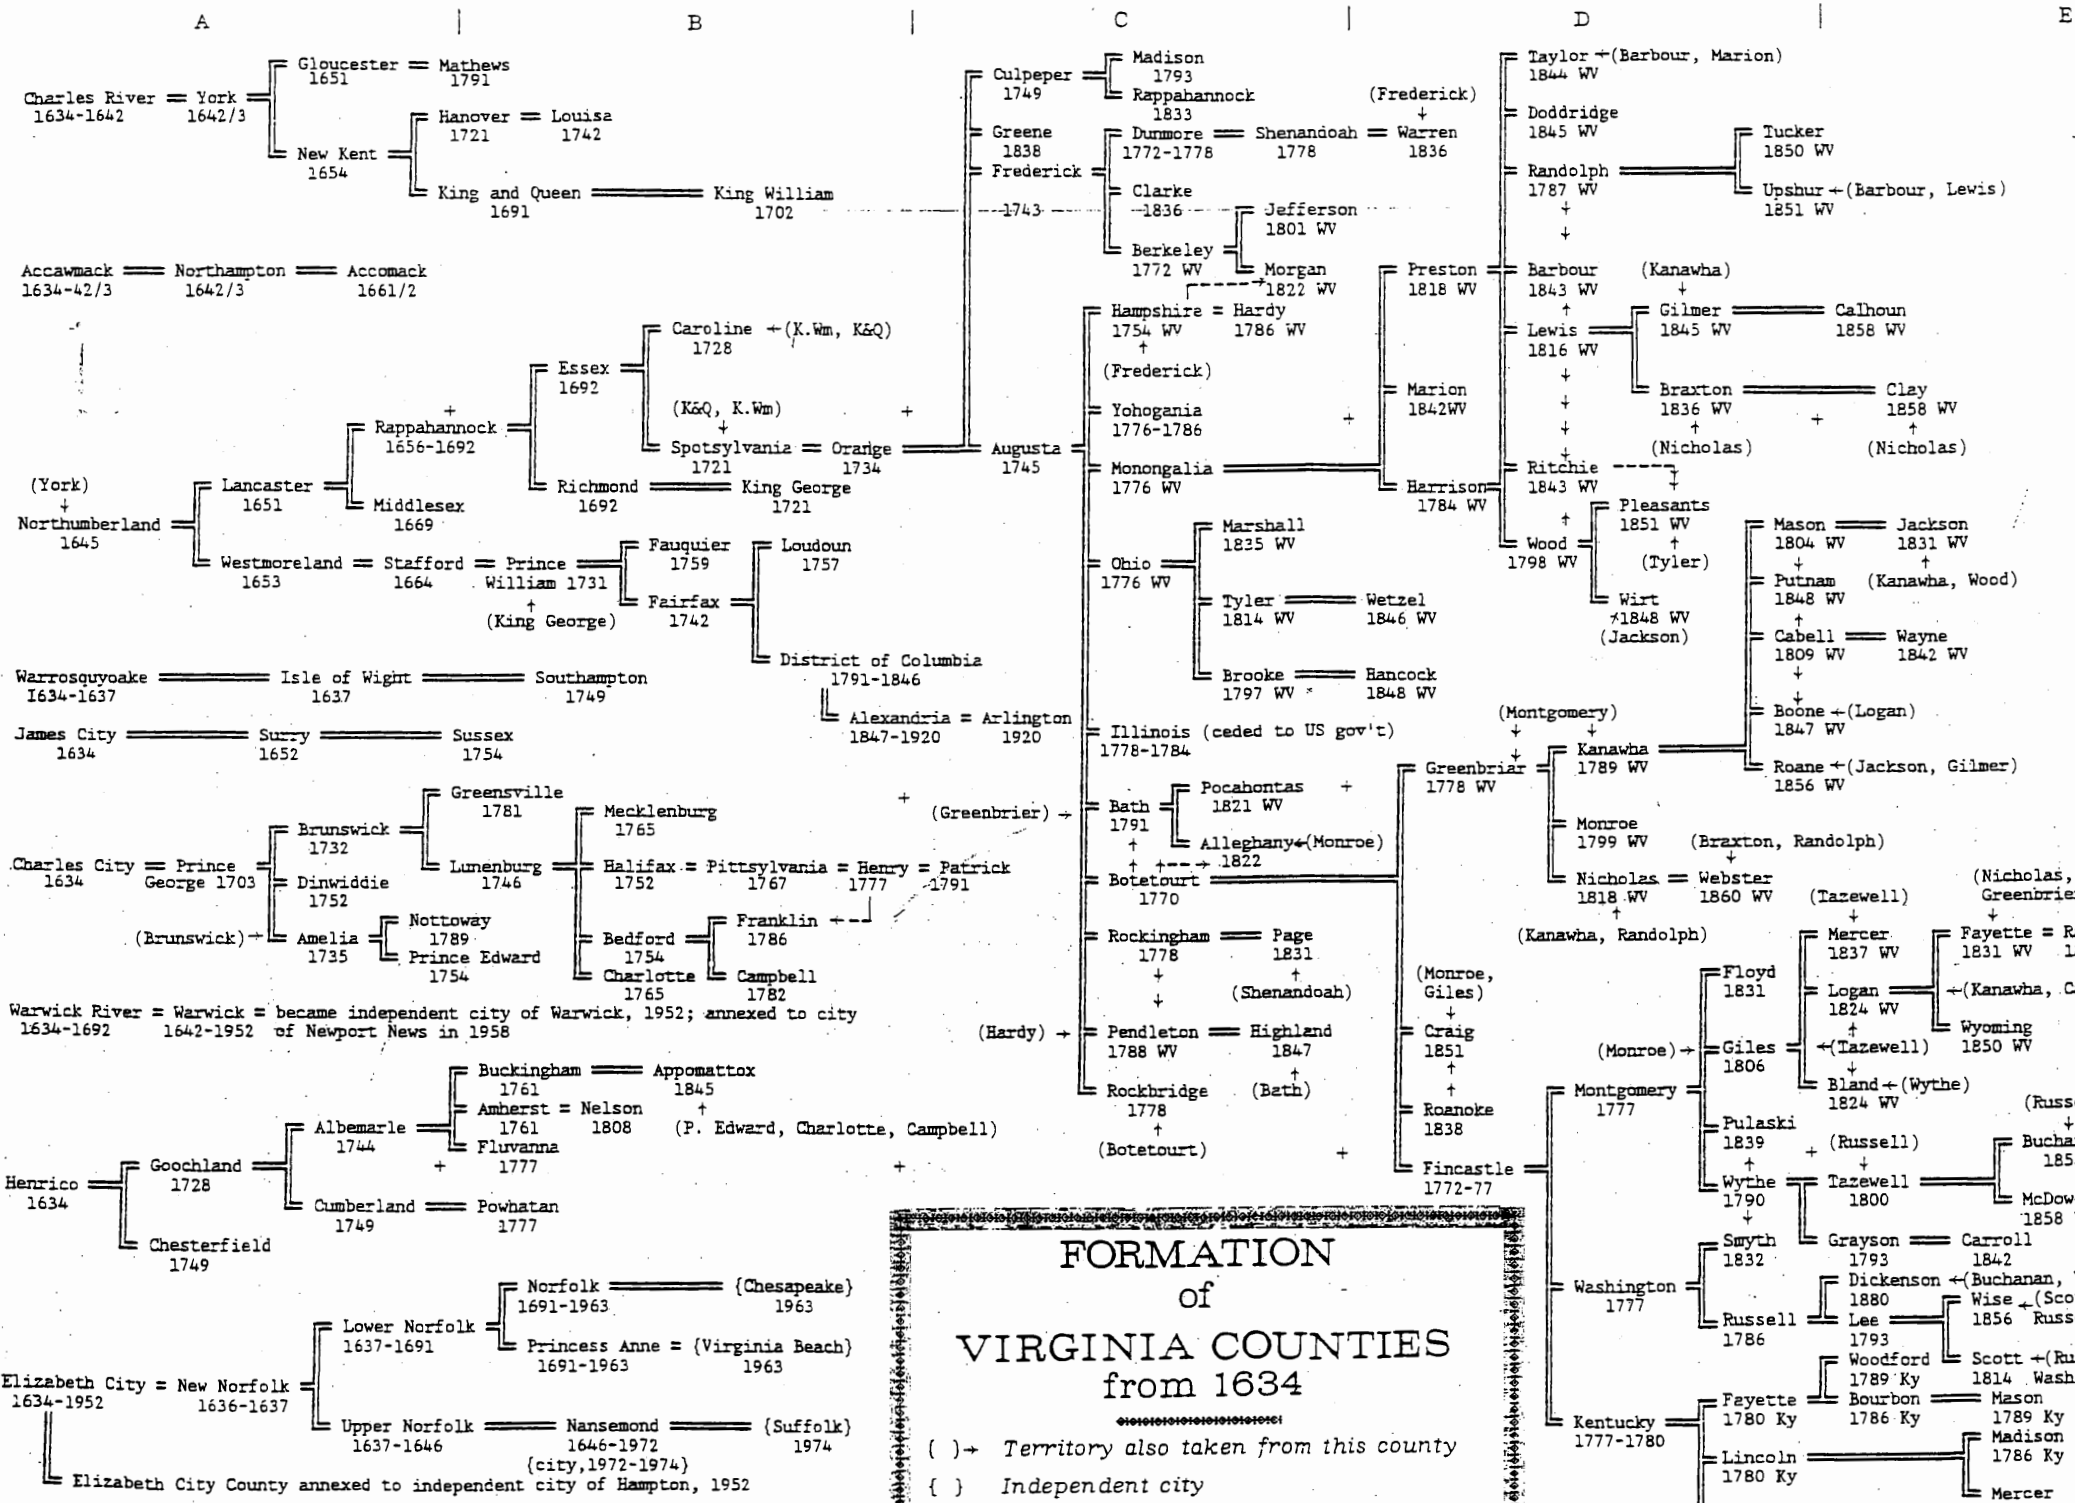 A | B | C | D | E
Gloucester = Mathews
1651 1791
Charles River = York
1634-1642 1642/3
Hanover = Louisa
1721 1742
New Kent
1654
King and Queen King William
1691 1702
Accawmack Northampton Accomack
1634-42/3 1642/3 1661/2
Caroline ←(K.Wm, K&Q)
1728
Essex
1692
(K&Q, K.Wm)
↓
Spotsylvania = Orange
1721 1734
Rappahannock
1656-1692
Richmond King George
1692 1721
(York)
↓
Northumberland
1645
Lancaster
1651
Middlesex
1669
Westmoreland = Stafford = Prince
1653 1664 William 1731
↑
(King George)
Fauquier
1759
Fairfax
1742
Loudoun
1757
District of Columbia
1791-1846
Alexandria = Arlington
1847-1920 1920
Warrosquyoake Isle of Wight Southampton
1634-1637 1637 1749
James City Surry Sussex
1634 1652 1754
Greensville
1781
Brunswick
1732
Mecklenburg
1765
Charles City = Prince
1634 George 1703
Lunenburg Halifax = Pittsylvania = Henry = Patrick
1746 1752 1767 1777 1791
Dinwiddie
1752
Nottoway
1789
(Brunswick)→ Amelia
1735
Prince Edward
1754
Bedford
1754
Franklin
1786
Charlotte
1765
Campbell
1782
Warwick River = Warwick = became independent city of Warwick, 1952; annexed to city
1634-1692 1642-1952 of Newport News in 1958
Buckingham Appomattox
1761 1845
↑
(P. Edward, Charlotte, Campbell)
Amherst = Nelson
1761 1808
Albemarle
1744
Fluvanna
1777
Henrico
1634
Goochland
1728
Cumberland Powhatan
1749 1777
Chesterfield
1749
Norfolk {Chesapeake}
1691-1963 1963
Lower Norfolk
1637-1691
Princess Anne = {Virginia Beach}
1691-1963 1963
Elizabeth City = New Norfolk
1634-1952 1636-1637
Upper Norfolk Nansemond {Suffolk}
1637-1646 1646-1972 1974
{city,1972-1974}
Elizabeth City County annexed to independent city of Hampton, 1952
Culpeper
1749
Madison
1793
Rappahannock
1833
Greene
1838
(Frederick)
↓
Dunmore Shenandoah = Warren
1772-1778 1778 1836
Frederick
1743
Clarke
1836
Jefferson
1801 WV
Berkeley
1772 WV
Morgan
1822 WV
Augusta
1745
Hampshire = Hardy
1754 WV 1786 WV
↑
(Frederick)
Yohogania
1776-1786
Monongalia
1776 WV
Ohio
1776 WV
Marshall
1835 WV
Tyler Wetzel
1814 WV 1846 WV
Brooke Hancock
1797 WV 1848 WV
Illinois (ceded to US gov't)
1778-1784
(Greenbrier) →
Bath
1791
Pocahontas
1821 WV
Alleghany←(Monroe)
1822
Botetourt
1770
Rockingham Page
1778 1831
↑
(Shenandoah)
(Hardy) → Pendleton Highland
1788 WV 1847
↑
(Bath)
Rockbridge
1778
↑
(Botetourt)
Preston
1818 WV
Marion
1842WV
Harrison
1784 WV
Taylor ←(Barbour, Marion)
1844 WV
Doddridge
1845 WV
Randolph
1787 WV
Tucker
1850 WV
Upshur ←(Barbour, Lewis)
1851 WV
Barbour
1843 WV
Lewis
1816 WV
(Kanawha)
↓
Gilmer Calhoun
1845 WV 1858 WV
Braxton Clay
1836 WV 1858 WV
↑ ↑
(Nicholas) (Nicholas)
Ritchie
1843 WV
Pleasants
1851 WV
↑
(Tyler)
Wood
1798 WV
Wirt
1848 WV
(Jackson)
Greenbriar
1778 WV
(Montgomery)
Kanawha
1789 WV
Mason Jackson
1804 WV 1831 WV
↑
(Kanawha, Wood)
Putnam
1848 WV
Cabell Wayne
1809 WV 1842 WV
Boone ←(Logan)
1847 WV
Roane ←(Jackson, Gilmer)
1856 WV
Monroe
1799 WV
(Braxton, Randolph)
↓
Nicholas = Webster
1818 WV 1860 WV
↑
(Kanawha, Randolph)
(Monroe,
Giles)
↓
Craig
1851
↑
Roanoke
1838
Fincastle
1772-77
Montgomery
1777
Floyd
1831
(Monroe)→ Giles
1806
(Tazewell)
↓
Mercer
1837 WV
Logan
1824 WV
←(Tazewell)
Bland←(Wythe)
1824 WV
(Nicholas,
Greenbrie
Fayette = R
1831 WV
←(Kanawha,
Wyoming
1850 WV
Pulaski
1839
↑
Wythe
1790
↓
(Russell)
↓
Tazewell
1800
(Russ
Bucha
185
McDow
1858
Grayson Carroll
1793 1842
Washington
1777
Smyth
1832
Russell
1786
Dickenson ←(Buchanan,
1880
Lee
1793
Wise ←(Sco
1856 Russ
Scott ←(Ru
1814 Wash
Kentucky
1777-1780
Fayette
1780 Ky
Woodford
1789 Ky
Bourbon Mason
1786 Ky 1789 Ky
Lincoln
1780 Ky
Madison
1786 Ky
Mercer
FORMATION
of
VIRGINIA COUNTIES
from 1634
( )→ Territory also taken from this county
{ } Independent city